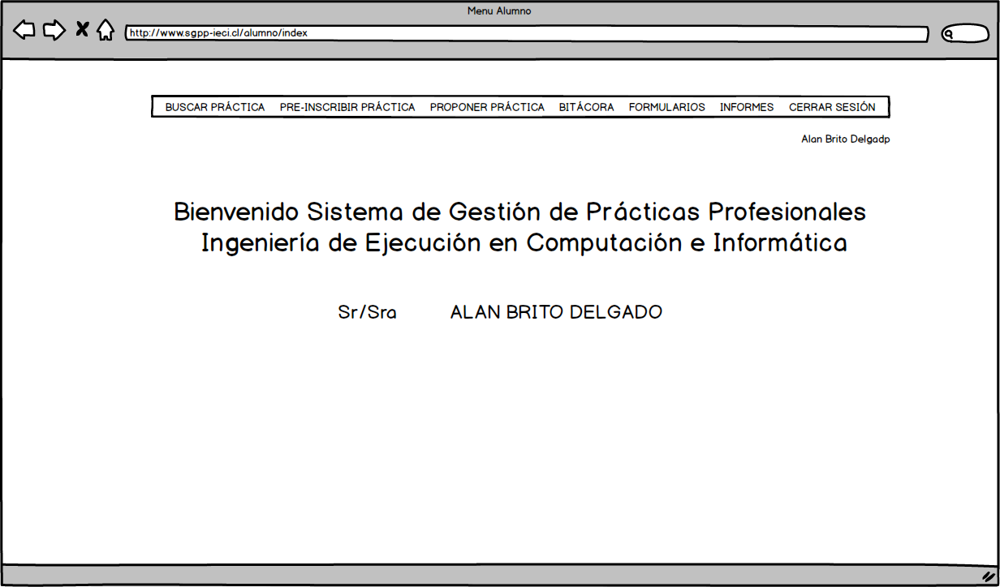 Menu Alumno
http://www.sgpp-ieci.cl/alumno/index
BUSCAR PRÁCTICA PRE-INSCRIBIR PRÁCTICA PROPONER PRÁCTICA BITÁCORA FORMULARIOS INFORMES CERRAR SESIÓN
Alan Brito Delgadp
Bienvenido Sistema de Gestión de Prácticas Profesionales
Ingeniería de Ejecución en Computación e Informática
Sr/Sra ALAN BRITO DELGADO